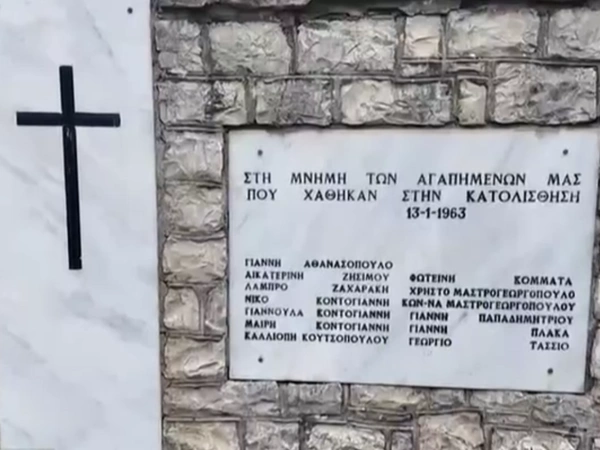 ΣΤΗ ΜΝΗΜΗ ΤΩΝ ΑΓΑΠΗΜΕΝΩΝ ΜΑΣ
ΠΟΥ ΧΑΘΗΚΑΝ ΣΤΗΝ ΚΑΤΟΛΙΣΘΗΣΗ
13-1-1963
ΓΙΑΝΝΗ ΑΘΑΝΑΣΟΠΟΥΛΟ
ΑΙΚΑΤΕΡΙΝΗ ΖΗΣΙΜΟΥ
ΛΑΜΠΡΟ ΖΑΧΑΡΑΚΗ
ΝΙΚΟ ΚΟΝΤΟΓΙΑΝΝΗ
ΓΙΑΝΝΟΥΛΑ ΚΟΝΤΟΓΙΑΝΝΗ
ΜΑΙΡΗ ΚΟΝΤΟΓΙΑΝΝΗ
ΚΑΛΛΙΟΠΗ ΚΟΥΤΣΟΠΟΥΛΟΥ
ΦΩΤΕΙΝΗ ΚΟΜΜΑΤΑ
ΧΡΗΣΤΟ ΜΑΣΤΡΟΓΕΩΡΓΟΠΟΥΛΟ
ΚΩΝ-ΝΑ ΜΑΣΤΡΟΓΕΩΡΓΟΠΟΥΛΟΥ
ΓΙΑΝΝΗ ΠΑΠΑΔΗΜΗΤΡΙΟΥ
ΓΙΑΝΝΗ ΠΛΑΚΑ
ΓΕΩΡΓΙΟ ΤΑΣΣΙΟ